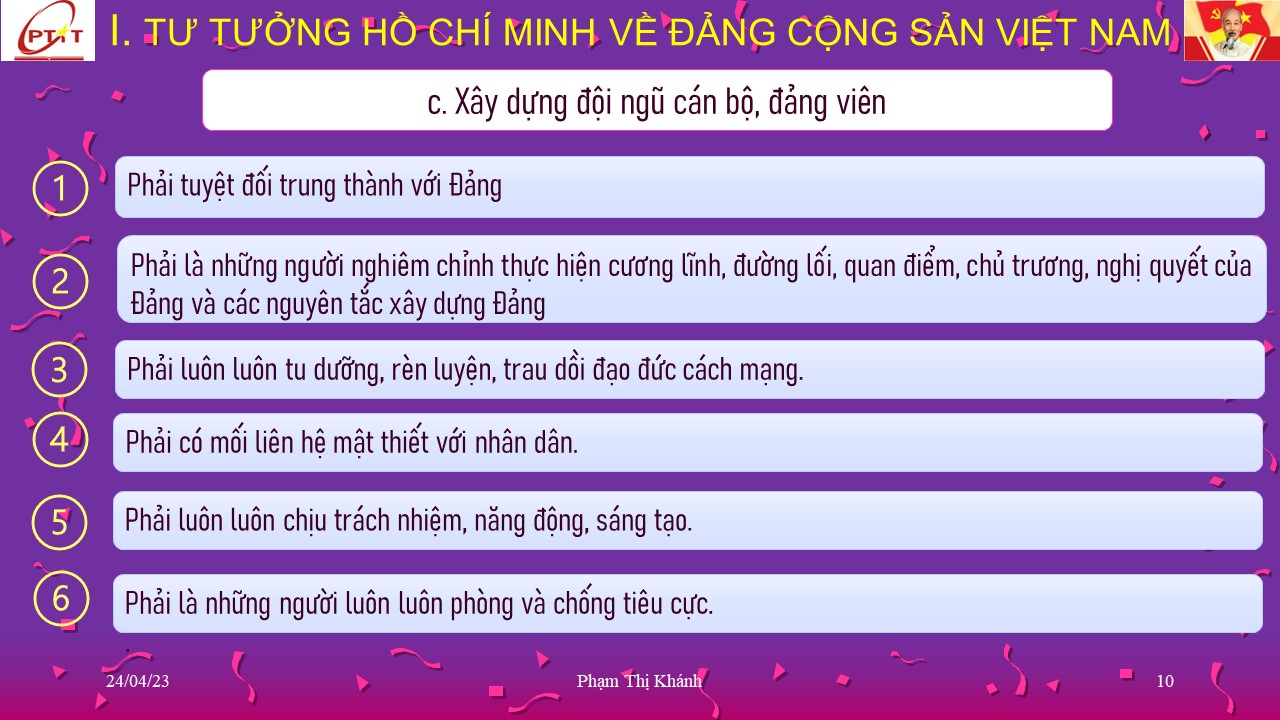 PTIT
I. TƯ TƯỞNG HỒ CHÍ MINH VỀ ĐẢNG CỘNG SẢN VIỆT NAM
c. Xây dựng đội ngũ cán bộ, đảng viên
1
Phải tuyệt đối trung thành với Đảng
2
Phải là những người nghiêm chỉnh thực hiện cương lĩnh, đường lối, quan điểm, chủ trương, nghị quyết của
Đảng và các nguyên tắc xây dựng Đảng
3
Phải luôn luôn tu dưỡng, rèn luyện, trau dồi đạo đức cách mạng.
4
Phải có mối liên hệ mật thiết với nhân dân.
5
Phải luôn luôn chịu trách nhiệm, năng động, sáng tạo.
6
Phải là những người luôn luôn phòng và chống tiêu cực.
.
24/04/23
Phạm Thị Khánh
10